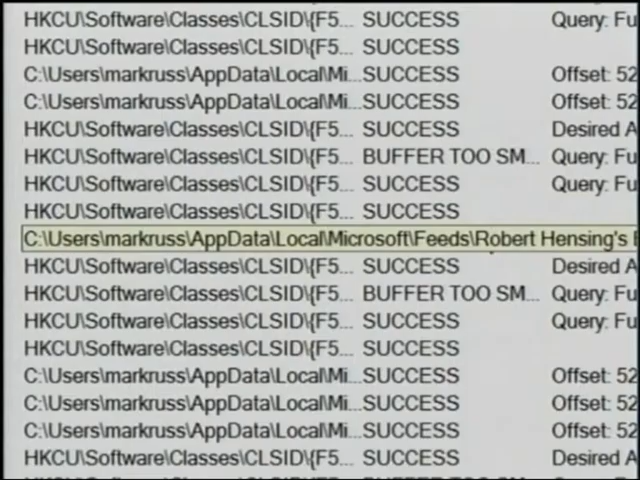 HKCU\Software\Classes\CLSID\{F5... SUCCESS Query: Fu
HKCU\Software\Classes\CLSID\{F5... SUCCESS
C:\Users\markruss\AppData\Local\Mi... SUCCESS Offset: 52
C:\Users\markruss\AppData\Local\Mi... SUCCESS Offset: 52
HKCU\Software\Classes\CLSID\{F5... SUCCESS Desired A
HKCU\Software\Classes\CLSID\{F5... BUFFER TOO SM... Query: Fu
HKCU\Software\Classes\CLSID\{F5... SUCCESS Query: Fu
HKCU\Software\Classes\CLSID\{F5... SUCCESS
C:\Users\markruss\AppData\Local\Microsoft\Feeds\Robert Hensing's
HKCU\Software\Classes\CLSID\{F5... SUCCESS Desired A
HKCU\Software\Classes\CLSID\{F5... BUFFER TOO SM... Query: Fu
HKCU\Software\Classes\CLSID\{F5... SUCCESS Query: Fu
HKCU\Software\Classes\CLSID\{F5... SUCCESS
C:\Users\markruss\AppData\Local\Mi... SUCCESS Offset: 52
C:\Users\markruss\AppData\Local\Mi... SUCCESS Offset: 52
C:\Users\markruss\AppData\Local\Mi... SUCCESS Offset: 52
HKCU\Software\Classes\CLSID\{F5... SUCCESS Desired A